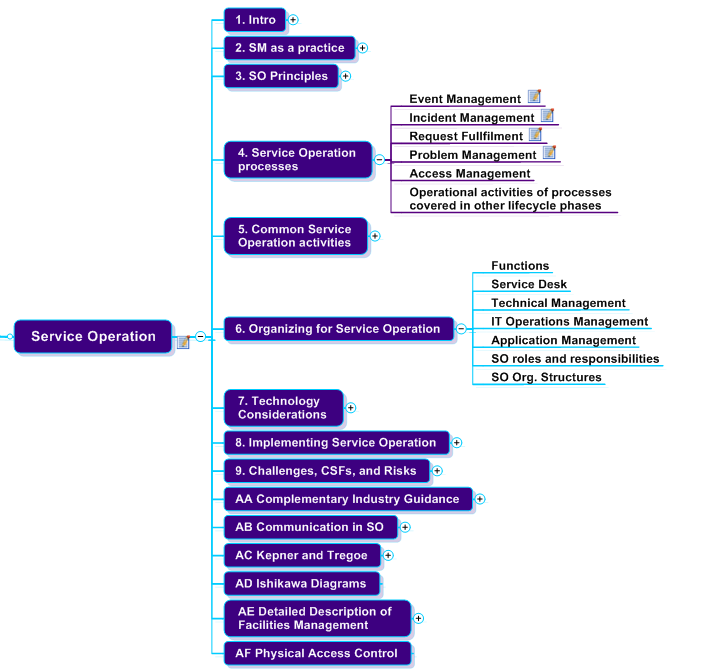 1. Intro
2. SM as a practice
3. SO Principles
4. Service Operation
processes
Event Management
Incident Management
Request Fullfilment
Problem Management
Access Management
Operational activities of processes
covered in other lifecycle phases
5. Common Service
Operation activities
Service Operation
6. Organizing for Service Operation
Functions
Service Desk
Technical Management
IT Operations Management
Application Management
SO roles and responsibilities
SO Org. Structures
7. Technology
Considerations
8. Implementing Service Operation
9. Challenges, CSFs, and Risks
AA Complementary Industry Guidance
AB Communication in SO
AC Kepner and Tregoe
AD Ishikawa Diagrams
AE Detailed Description of
Facilities Management
AF Physical Access Control